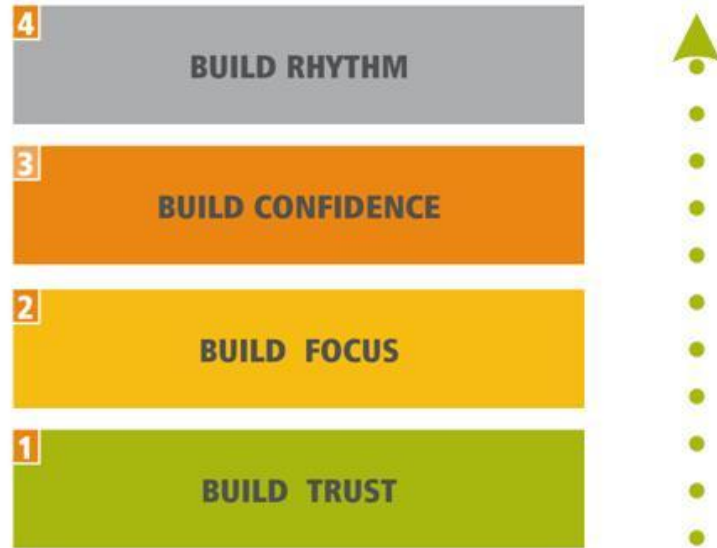 4
BUILD RHYTHM
3
BUILD CONFIDENCE
2
BUILD FOCUS
1
BUILD TRUST